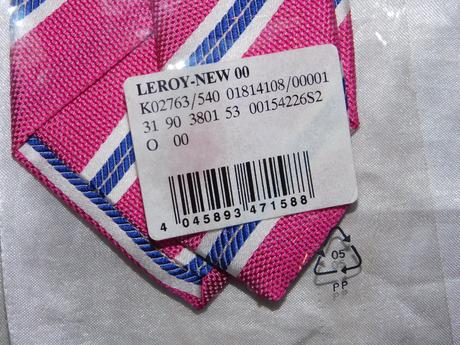 LEROY-NEW 00
K02763/540 01814108/00001
31 90 3801 53 00154226S2
O 00
4 045893 471588
05
PP